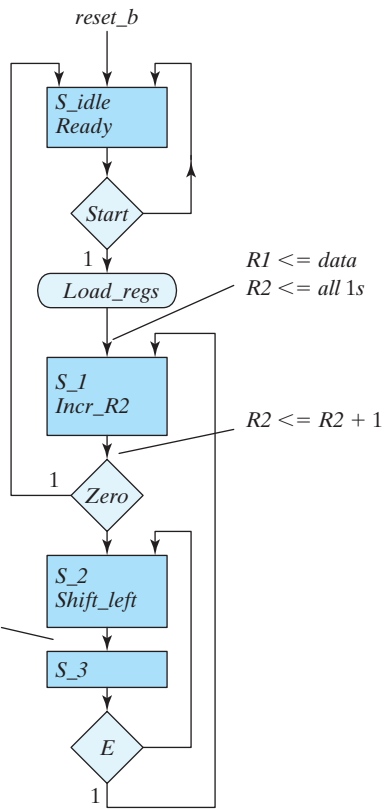 reset_b
S_idle
Ready
Start
1
Load_regs
R1 <= data
R2 <= all 1s
S_1
Incr_R2
R2 <= R2 + 1
1
Zero
S_2
Shift_left
S_3
E
1